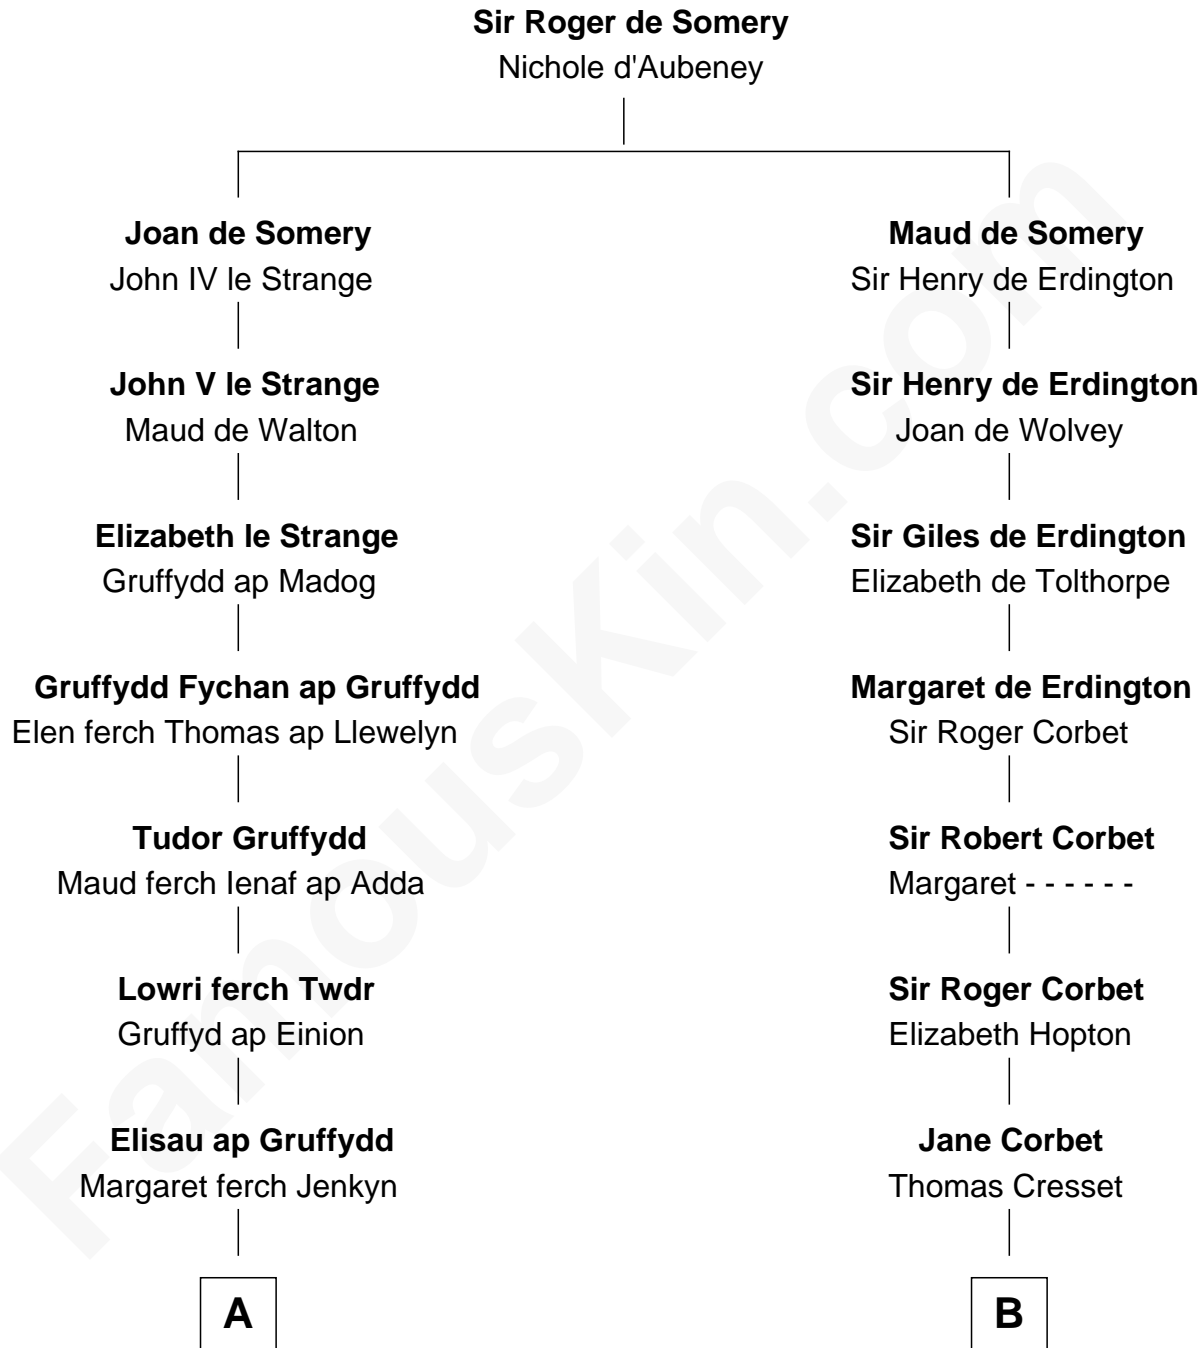 Sir Roger de Somery
Nichole d'Aubeney
Joan de Somery
John IV le Strange
Maud de Somery
Sir Henry de Erdington
John V le Strange
Maud de Walton
Sir Henry de Erdington
Joan de Wolvey
Elizabeth le Strange
Gruffydd ap Madog
Sir Giles de Erdington
Elizabeth de Tolthorpe
Gruffydd Fychan ap Gruffydd
Elen ferch Thomas ap Llewelyn
Margaret de Erdington
Sir Roger Corbet
Tudor Gruffydd
Maud ferch Ienaf ap Adda
Sir Robert Corbet
Margaret - - - - - -
Lowri ferch Twdr
Gruffyd ap Einion
Sir Roger Corbet
Elizabeth Hopton
Elisau ap Gruffydd
Margaret ferch Jenkyn
Jane Corbet
Thomas Cresset
A
B
FamousKin.com